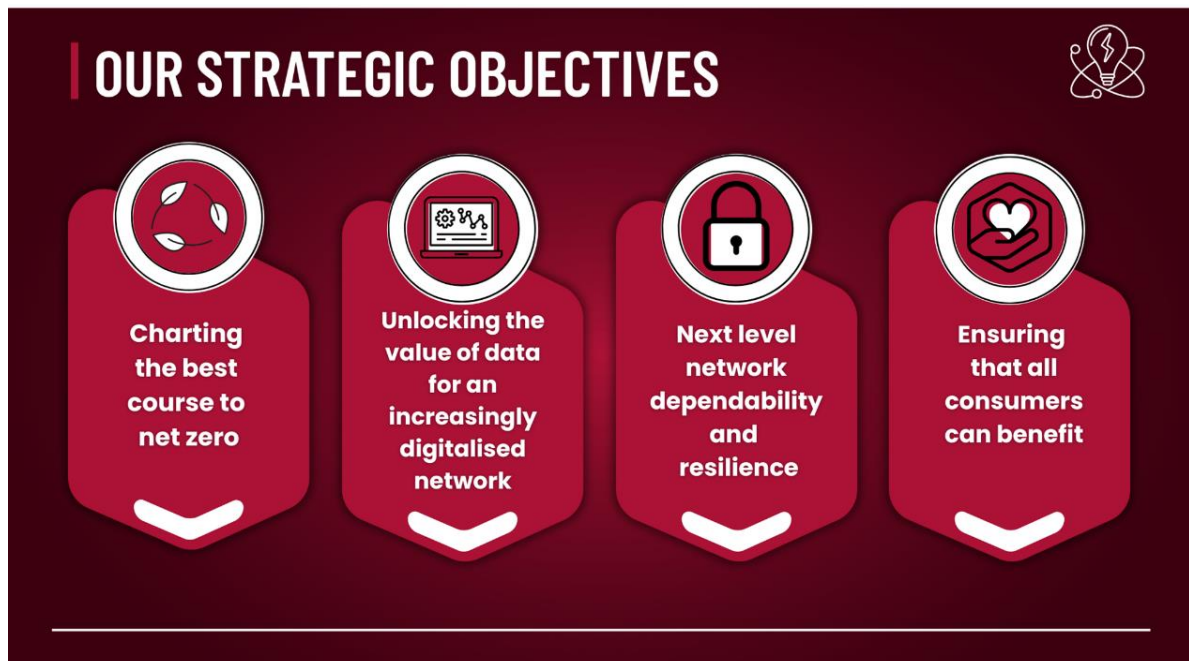 OUR STRATEGIC OBJECTIVES
Charting
the best
course to
net zero
Unlocking the
value of data
for an
increasingly
digitalised
network
Next level
network
dependability
and
resilience
Ensuring
that all
consumers
can benefit